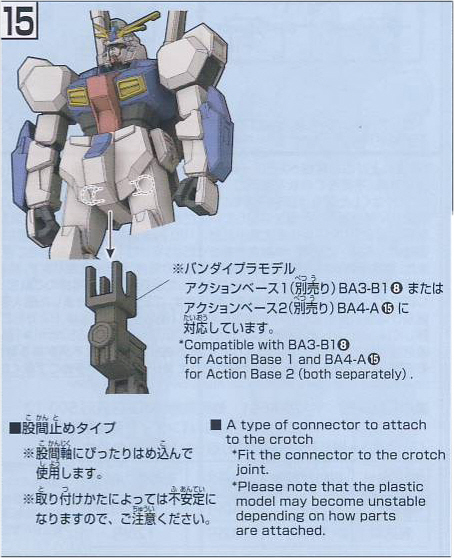 15
※バンダイプラモデル
アクションベース1(別売り)BA3-B1❽ または
アクションベース2(別売り)BA4-A⓯ に
対応しています。
*Compatible with BA3-B1❽
for Action Base 1 and BA4-A⓯
for Action Base 2 (both separately) .
■股間止めタイプ
※股間軸にぴったりはめ込んで
使用します。
※取り付けかたによっては不安定に
なりますので、ご注意ください。
■ A type of connector to attach
to the crotch
*Fit the connector to the crotch
joint.
*Please note that the plastic
model may become unstable
depending on how parts
are attached.